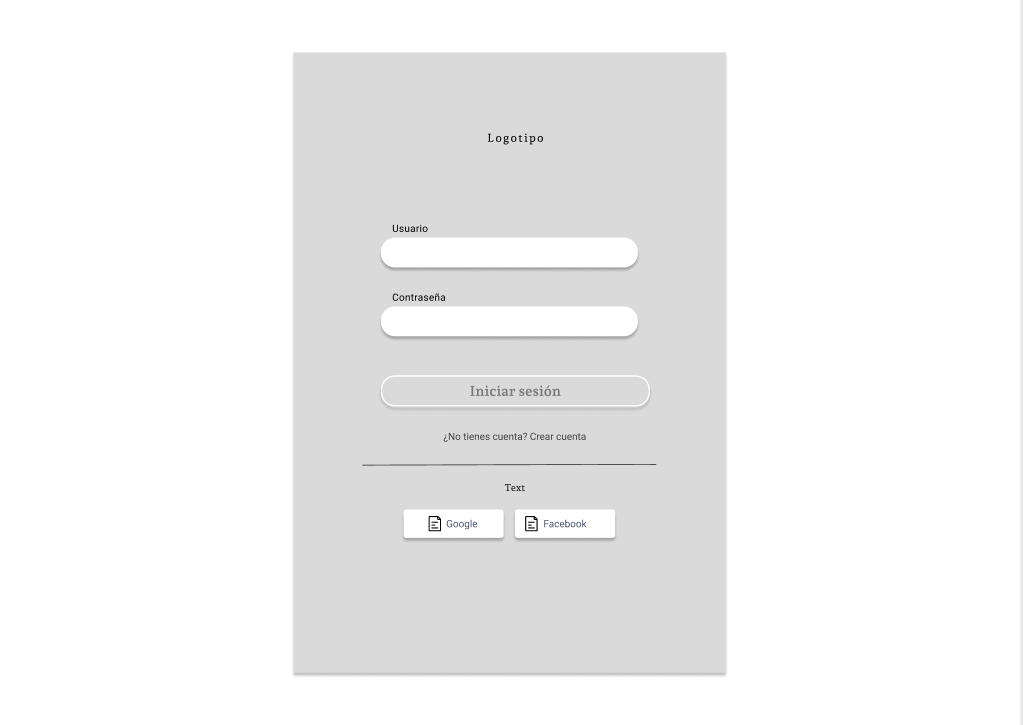 Logotipo
Usuario
Contraseña
Iniciar sesión
¿No tienes cuenta? Crear cuenta
Text
Google Facebook